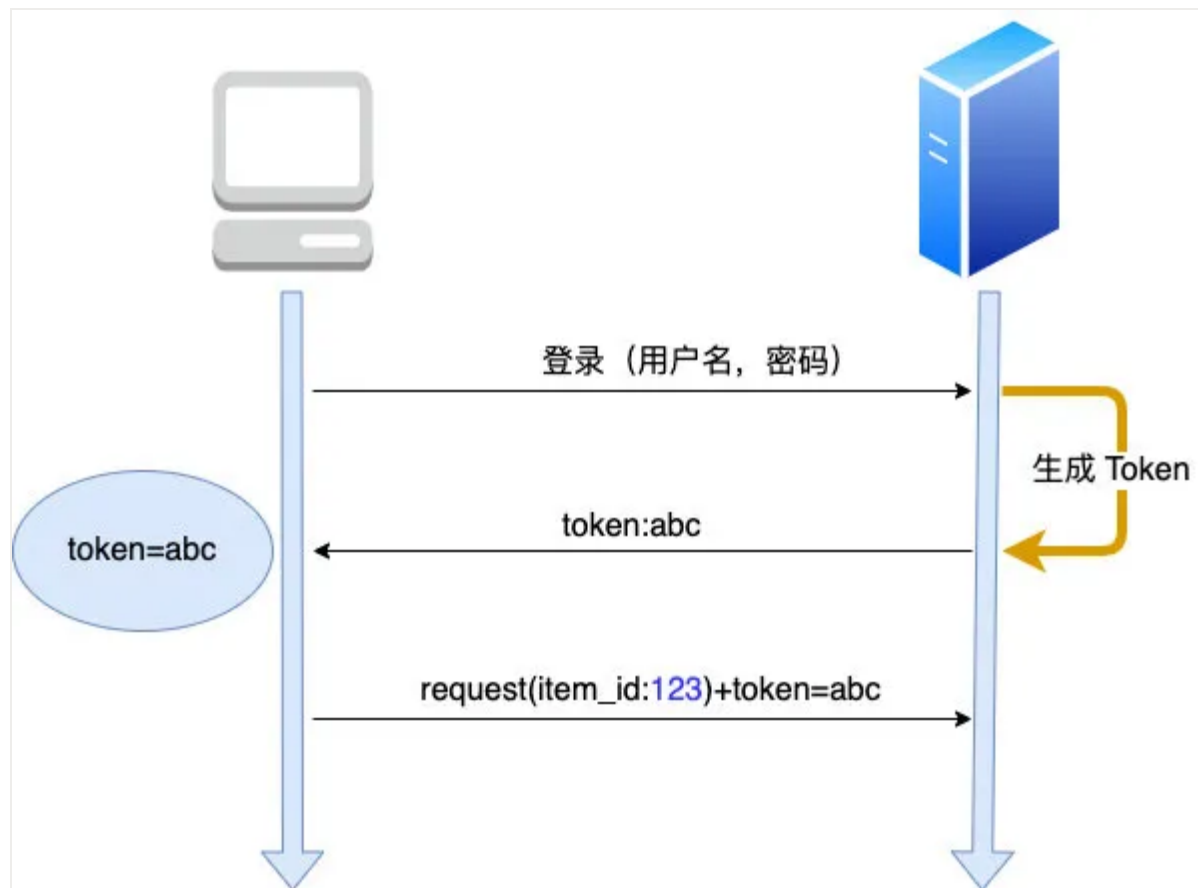 登录（用户名，密码）
生成 Token
token:abc
token=abc
request(item_id:123)+token=abc